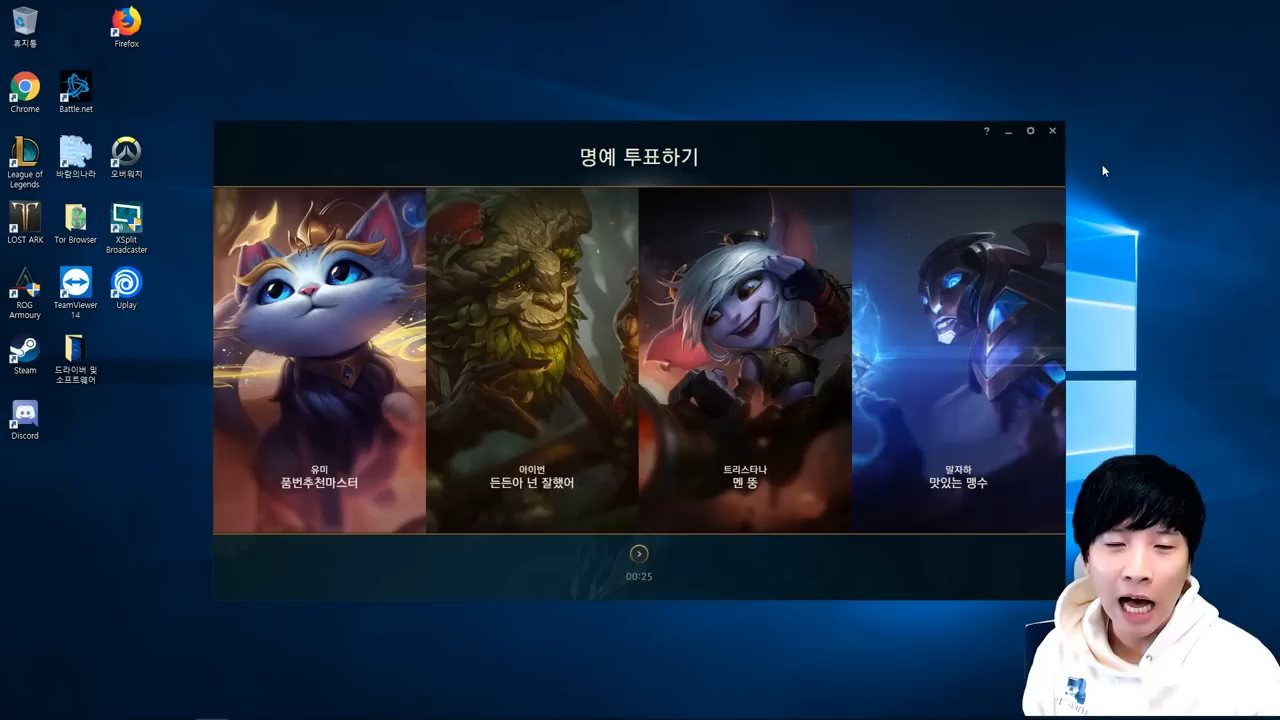 휴지통
Firefox
Chrome
Battle.net
League of
Legends
바람의나라
오버워치
LOST ARK
Tor Browser
XSplit
Broadcaster
ROG
Armoury
TeamViewer
14
Uplay
Steam
드라이버 및
소프트웨어
Discord
명예 투표하기
유미
품번추천마스터
아이번
든든아 넌 잘했어
트리스타나
멘 뚱
말자하
맛있는 맹수
00:25